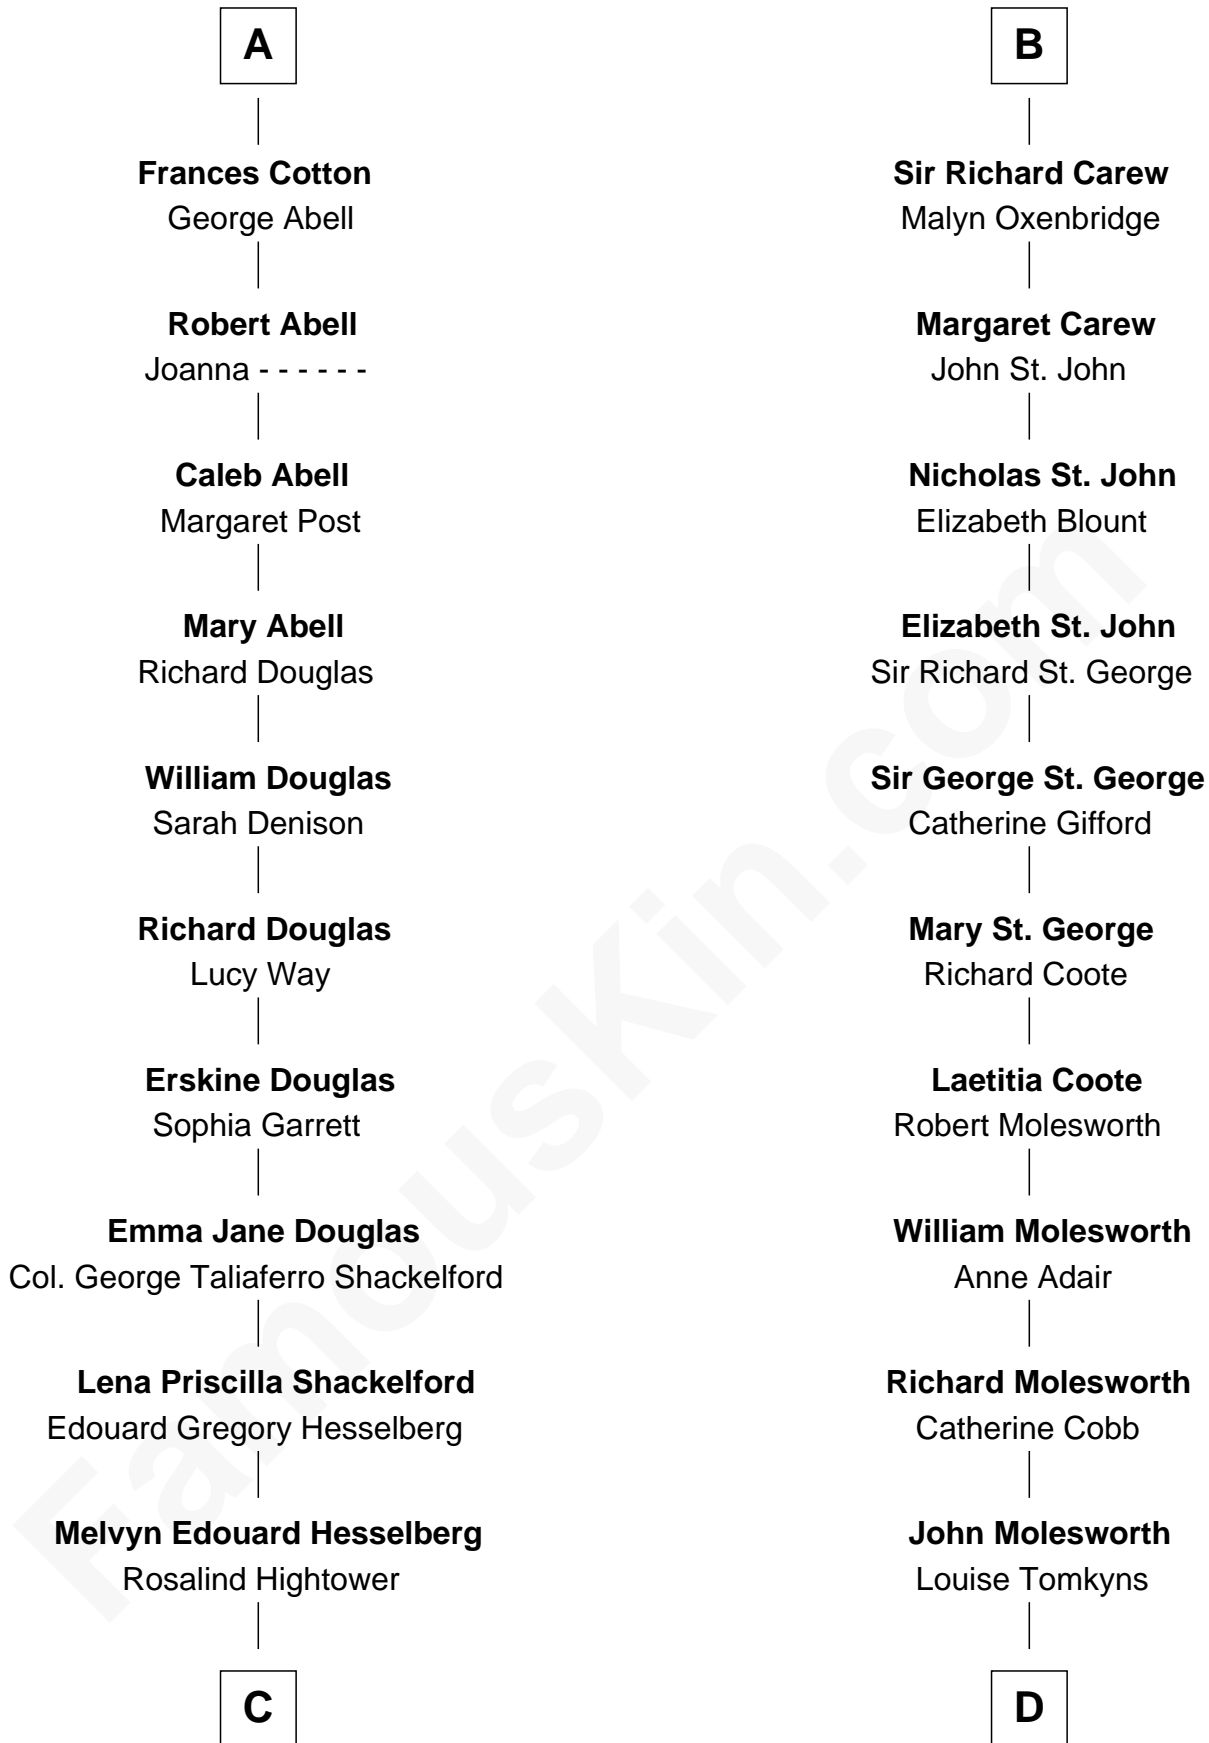 A
Frances Cotton
George Abell
Robert Abell
Joanna - - - - - -
Caleb Abell
Margaret Post
Mary Abell
Richard Douglas
William Douglas
Sarah Denison
Richard Douglas
Lucy Way
Erskine Douglas
Sophia Garrett
Emma Jane Douglas
Col. George Taliaferro Shackelford
Lena Priscilla Shackelford
Edouard Gregory Hesselberg
Melvyn Edouard Hesselberg
Rosalind Hightower
C
B
Sir Richard Carew
Malyn Oxenbridge
Margaret Carew
John St. John
Nicholas St. John
Elizabeth Blount
Elizabeth St. John
Sir Richard St. George
Sir George St. George
Catherine Gifford
Mary St. George
Richard Coote
Laetitia Coote
Robert Molesworth
William Molesworth
Anne Adair
Richard Molesworth
Catherine Cobb
John Molesworth
Louise Tomkyns
D
FamousKin.com